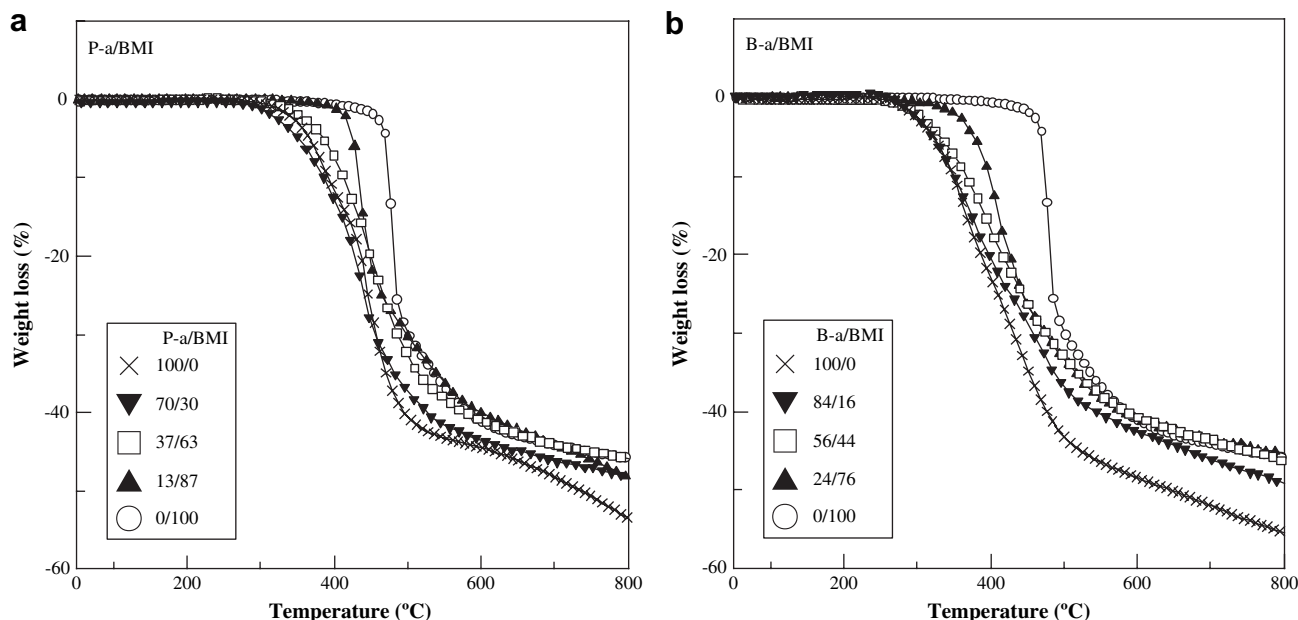 a
P-a/BMI
0
-20
-40
-60
Weight loss (%)
P-a/BMI
100/0
70/30
37/63
13/87
0/100
0
200
400
600
800
Temperature (ºC)
b
B-a/BMI
0
-20
-40
-60
Weight loss (%)
B-a/BMI
100/0
84/16
56/44
24/76
0/100
0
200
400
600
800
Temperature (ºC)